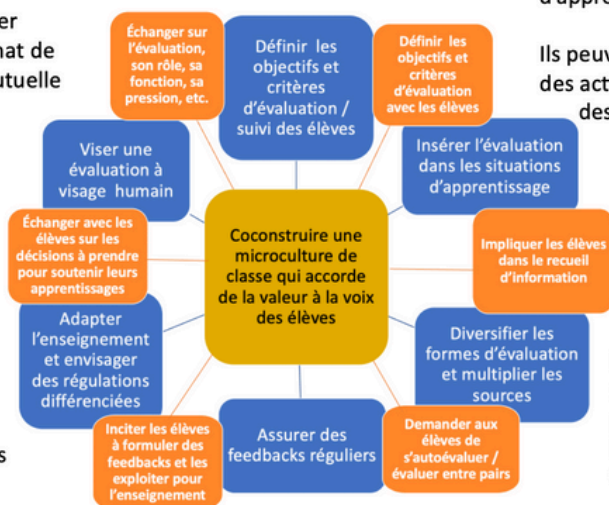 er
nat de
utuelle
d'appre
Ils peuv
des act
des
Échanger sur
l'évaluation,
son rôle, sa
fonction, sa
pression, etc.
Définir les
objectifs et
critères
d'évaluation /
suivi des élèves
Définir les
objectifs et
critères
d'évaluation
avec les élèves
Viser une
évaluation à
visage humain
Insérer l'évaluation
dans les situations
d'apprentissage
Échanger avec les
élèves sur les
décisions à prendre
pour soutenir leurs
apprentissages
Coconstruire une
microculture de
classe qui accorde
de la valeur à la voix
des élèves
Impliquer les élèves
dans le recueil
d'information
Adapter
l'enseignement
et envisager
des régulations
différenciées
Diversifier les
formes d'évaluation
et multiplier les
sources
Inciter les élèves
à formuler des
feedbacks et les
exploiter pour
l'enseignement
Assurer des
feedbacks réguliers
Demander aux
élèves de
s'autoévaluer /
évaluer entre pairs
s